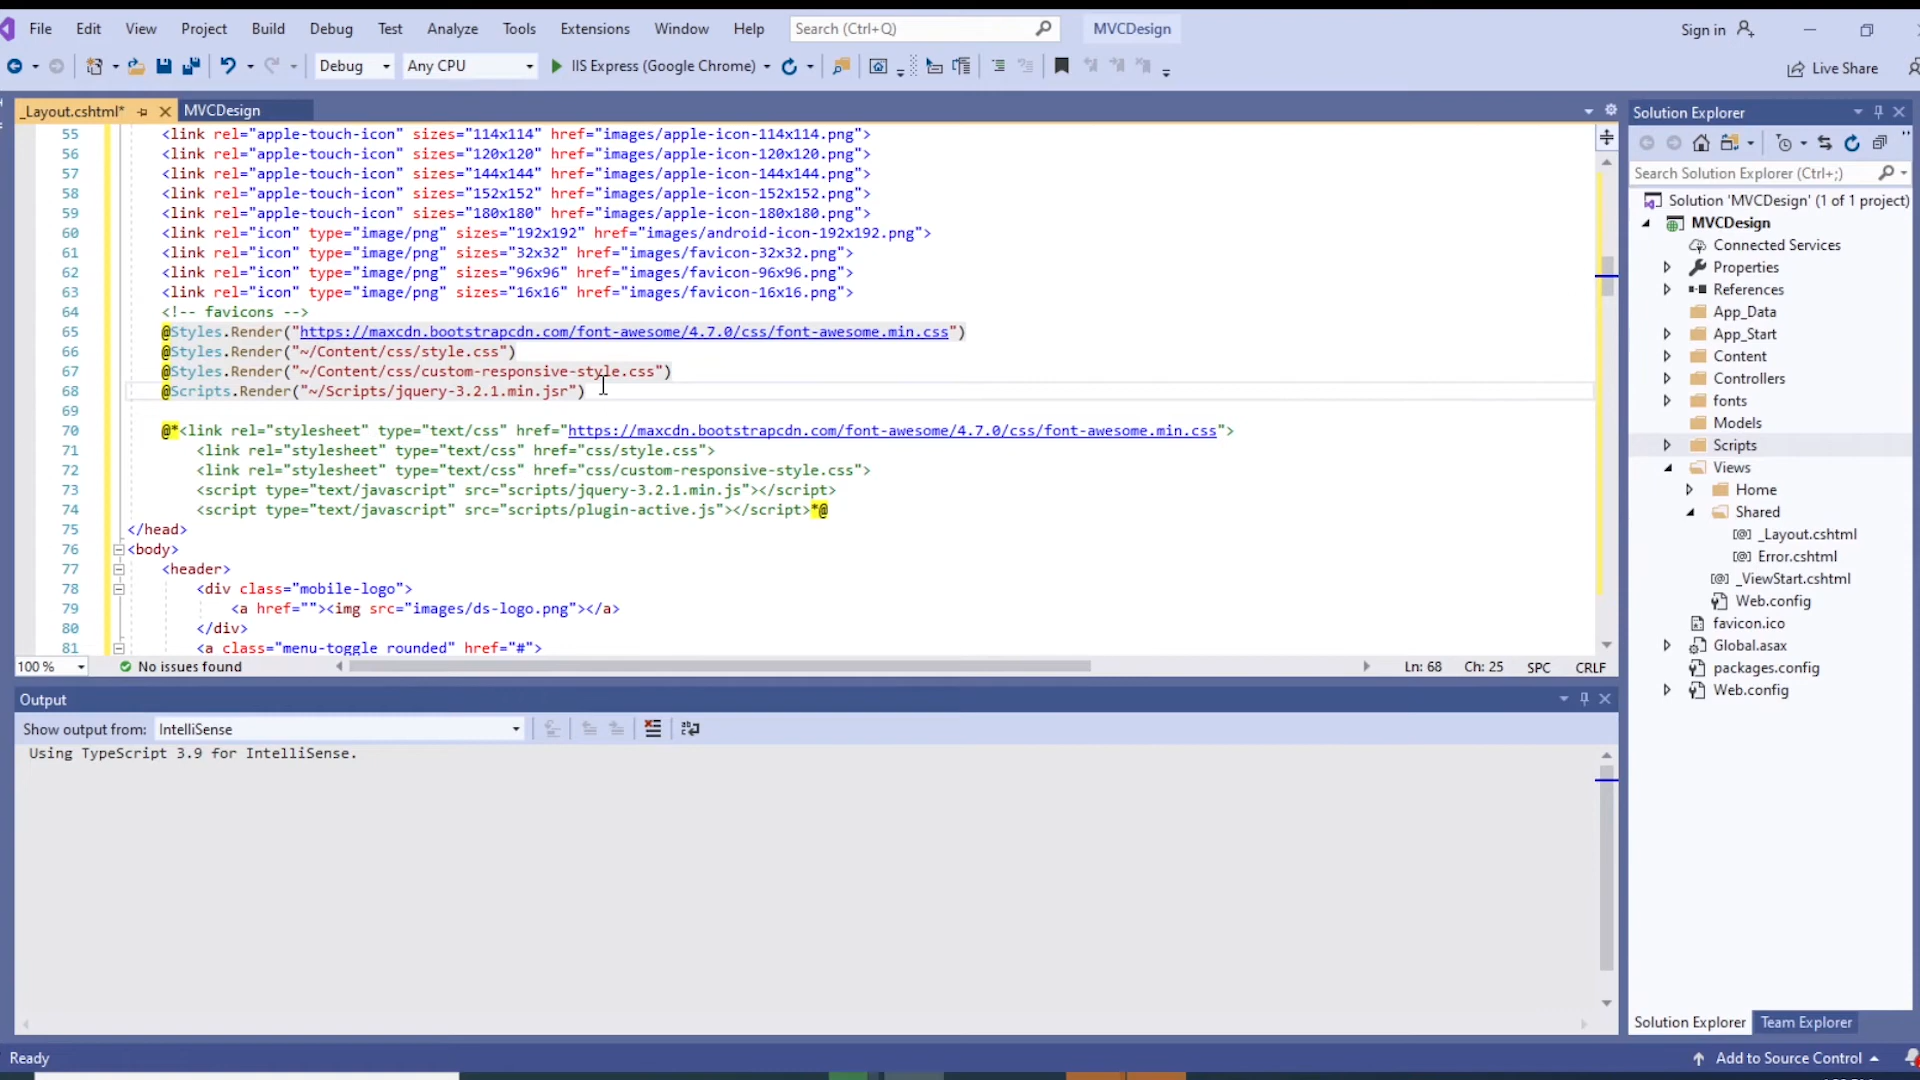 File Edit View Project Build Debug Test Analyze Tools Extensions Window Help Search (Ctrl+Q) MVCDesign Sign in
Debug Any CPU IIS Express (Google Chrome) Live Share
_Layout.cshtml* MVCDesign
55 <link rel="apple-touch-icon" sizes="114x114" href="images/apple-icon-114x114.png">
56 <link rel="apple-touch-icon" sizes="120x120" href="images/apple-icon-120x120.png">
57 <link rel="apple-touch-icon" sizes="144x144" href="images/apple-icon-144x144.png">
58 <link rel="apple-touch-icon" sizes="152x152" href="images/apple-icon-152x152.png">
59 <link rel="apple-touch-icon" sizes="180x180" href="images/apple-icon-180x180.png">
60 <link rel="icon" type="image/png" sizes="192x192" href="images/android-icon-192x192.png">
61 <link rel="icon" type="image/png" sizes="32x32" href="images/favicon-32x32.png">
62 <link rel="icon" type="image/png" sizes="96x96" href="images/favicon-96x96.png">
63 <link rel="icon" type="image/png" sizes="16x16" href="images/favicon-16x16.png">
64 <!-- favicons -->
65 @Styles.Render("https://maxcdn.bootstrapcdn.com/font-awesome/4.7.0/css/font-awesome.min.css")
66 @Styles.Render("~/Content/css/style.css")
67 @Styles.Render("~/Content/css/custom-responsive-style.css")
68 @Scripts.Render("~/Scripts/jquery-3.2.1.min.jsr")
69
70 @*<link rel="stylesheet" type="text/css" href="https://maxcdn.bootstrapcdn.com/font-awesome/4.7.0/css/font-awesome.min.css">
71 <link rel="stylesheet" type="text/css" href="css/style.css">
72 <link rel="stylesheet" type="text/css" href="css/custom-responsive-style.css">
73 <script type="text/javascript" src="scripts/jquery-3.2.1.min.js"></script>
74 <script type="text/javascript" src="scripts/plugin-active.js"></script>*@
75 </head>
76 <body>
77 <header>
78 <div class="mobile-logo">
79 <a href=""><img src="images/ds-logo.png"></a>
80 </div>
81 <a class="menu-toggle rounded" href="#">
100 % No issues found Ln: 68 Ch: 25 SPC CRLF
Output
Show output from: IntelliSense
Using TypeScript 3.9 for IntelliSense.
Solution Explorer
Search Solution Explorer (Ctrl+;)
Solution 'MVCDesign' (1 of 1 project)
MVCDesign
Connected Services
Properties
References
App_Data
App_Start
Content
Controllers
fonts
Models
Scripts
Views
Home
Shared
_Layout.cshtml
Error.cshtml
_ViewStart.cshtml
Web.config
favicon.ico
Global.asax
packages.config
Web.config
Solution Explorer Team Explorer
Ready Add to Source Control